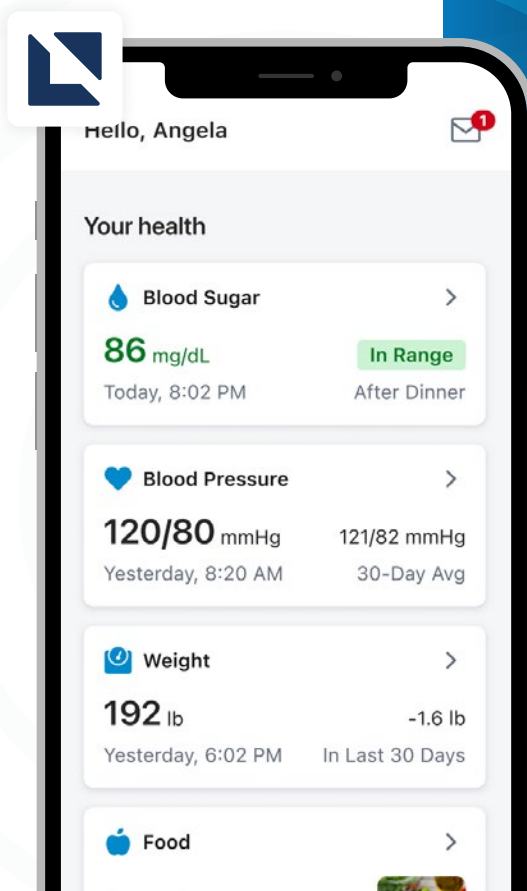 Hello, Angela
1
Your health
Blood Sugar
86 mg/dL
In Range
Today, 8:02 PM
After Dinner
Blood Pressure
120/80 mmHg
121/82 mmHg
Yesterday, 8:20 AM
30-Day Avg
Weight
192 lb
-1.6 lb
Yesterday, 6:02 PM
In Last 30 Days
Food